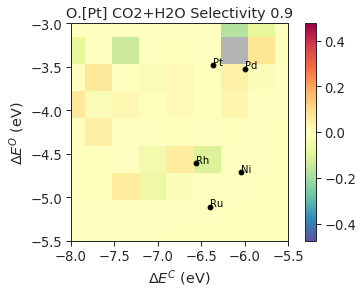 O.[Pt] CO2+H2O Selectivity 0.9
−3.0
−3.5
−4.0
−4.5
−5.0
−5.5
ΔE^O (eV)
Pt
Pd
Rh
Ni
Ru
−8.0 −7.5 −7.0 −6.5 −6.0 −5.5
ΔE^C (eV)
0.4
0.2
0.0
−0.2
−0.4